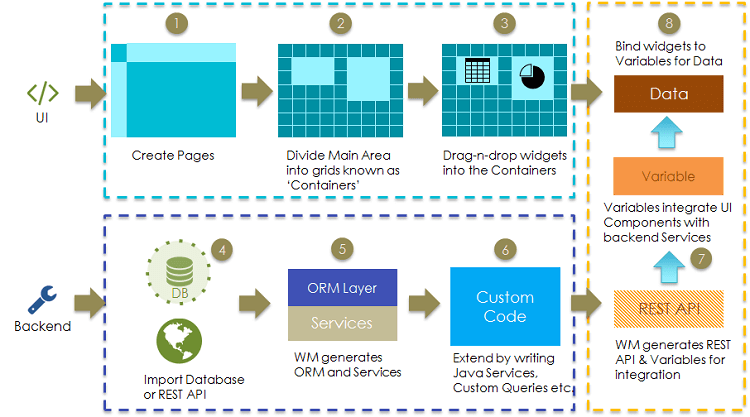 UI
1
Create Pages
2
Divide Main Area
into grids known as
‘Containers’
3
Drag-n-drop widgets
into the Containers
Backend
4
DB
Import Database
or REST API
5
ORM Layer
Services
WM generates
ORM and Services
6
Custom
Code
Extend by writing
Java Services,
Custom Queries etc.
8
Bind widgets to
Variables for Data
Data
Variable
Variables integrate UI
Components with
backend Services
7
REST API
WM generates REST
API & Variables for
integration